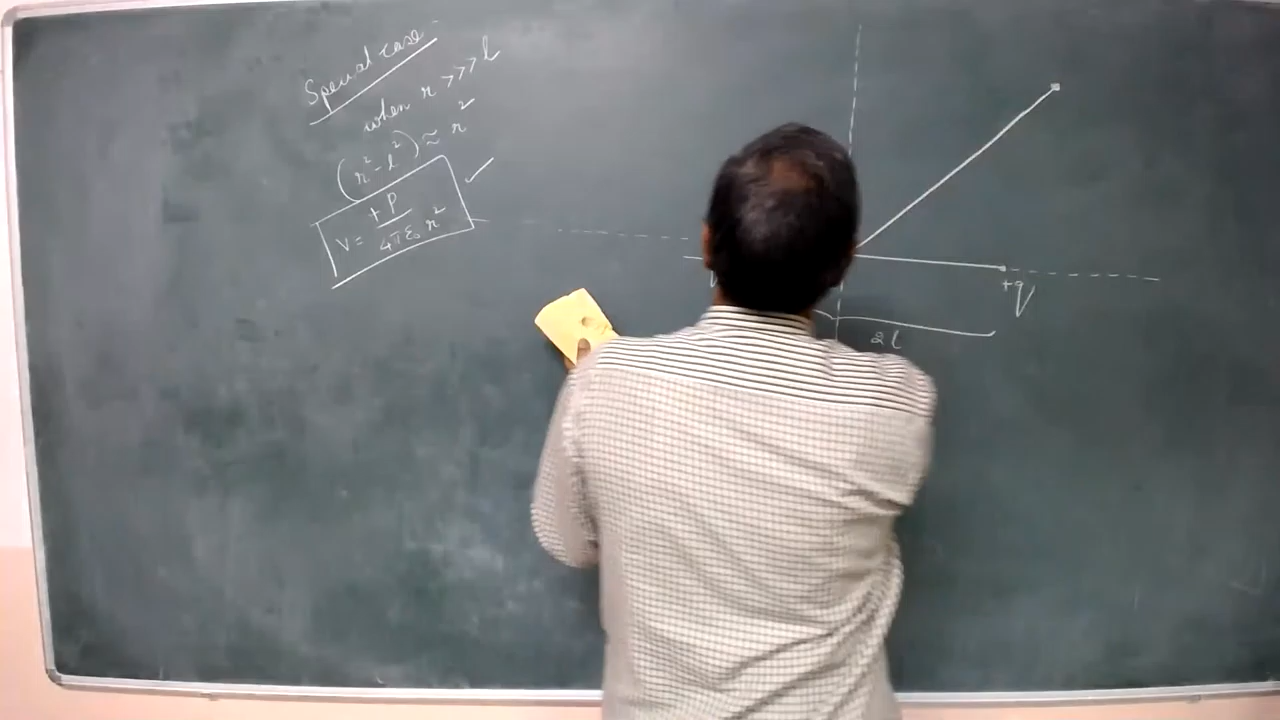 Special case
when r >>> l
(r² - l²) ≈ r²
V = +P / 4πε₀ r²
+q
2l